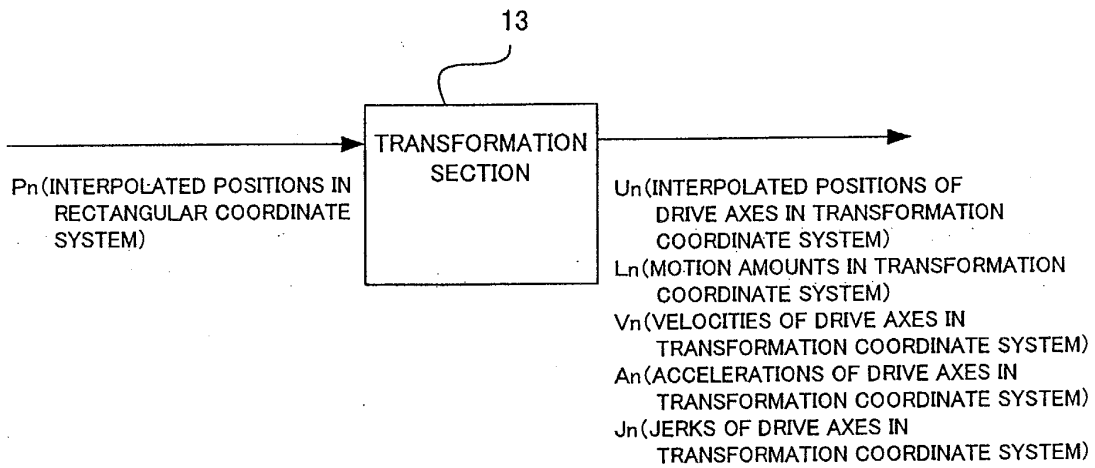 13
TRANSFORMATION
SECTION
Pn(INTERPOLATED POSITIONS IN
RECTANGULAR COORDINATE
SYSTEM)
Un(INTERPOLATED POSITIONS OF
DRIVE AXES IN TRANSFORMATION
COORDINATE SYSTEM)
Ln(MOTION AMOUNTS IN TRANSFORMATION
COORDINATE SYSTEM)
Vn(VELOCITIES OF DRIVE AXES IN
TRANSFORMATION COORDINATE SYSTEM)
An(ACCELERATIONS OF DRIVE AXES IN
TRANSFORMATION COORDINATE SYSTEM)
Jn(JERKS OF DRIVE AXES IN
TRANSFORMATION COORDINATE SYSTEM)